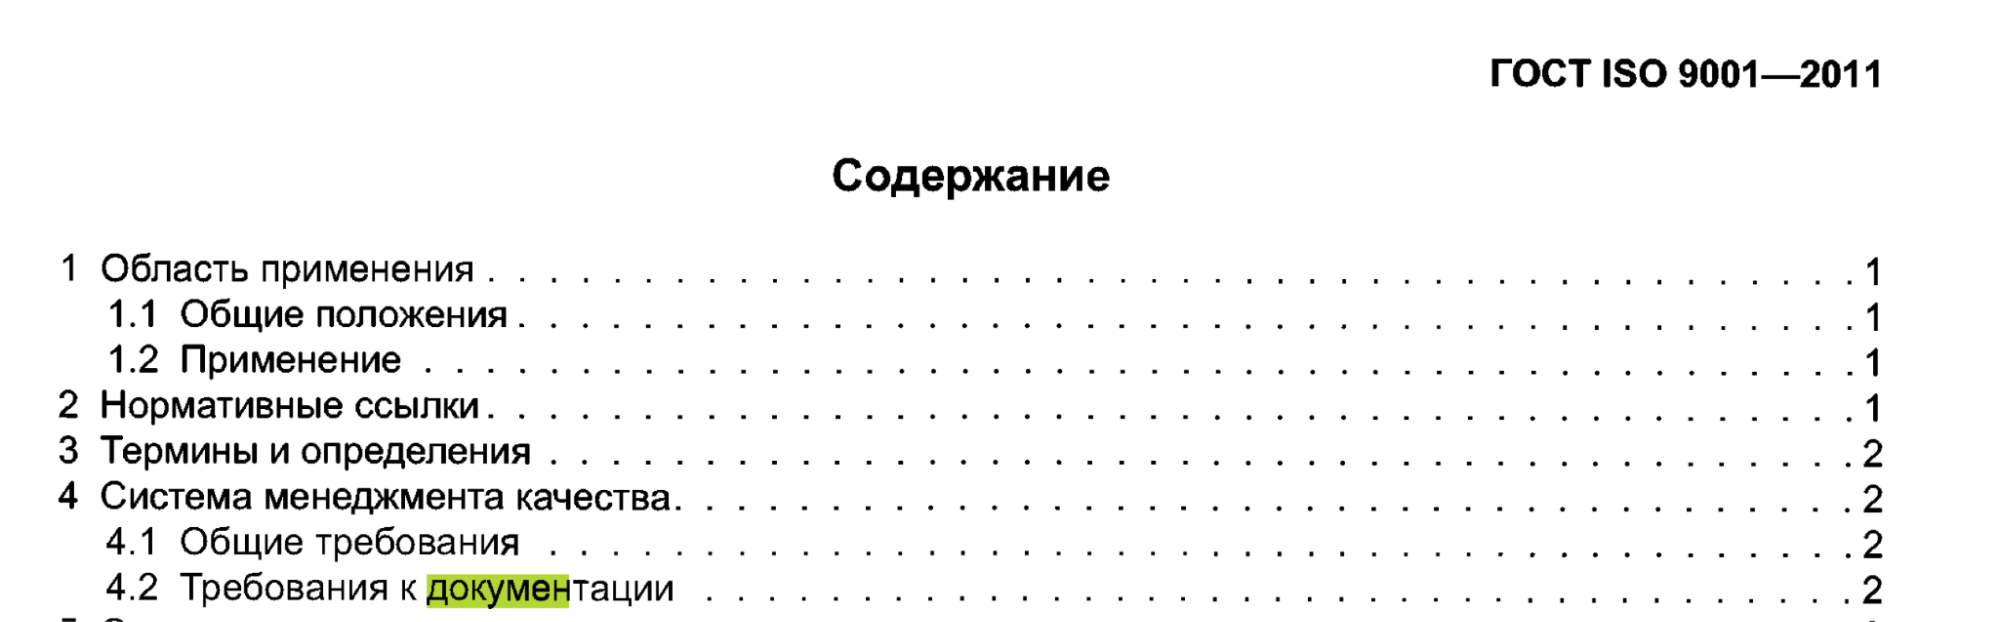 ГОСТ ISO 9001—2011
Содержание
1 Область применения . . . . . . . . . . . . . . . . . . . . . . . . . . . . . . . . . . . . . . . . . . . . 1
1.1 Общие положения . . . . . . . . . . . . . . . . . . . . . . . . . . . . . . . . . . . . . . . . . . . 1
1.2 Применение . . . . . . . . . . . . . . . . . . . . . . . . . . . . . . . . . . . . . . . . . . . . . . 1
2 Нормативные ссылки . . . . . . . . . . . . . . . . . . . . . . . . . . . . . . . . . . . . . . . . . . . . 1
3 Термины и определения . . . . . . . . . . . . . . . . . . . . . . . . . . . . . . . . . . . . . . . . . . 2
4 Система менеджмента качества . . . . . . . . . . . . . . . . . . . . . . . . . . . . . . . . . . . . . . 2
4.1 Общие требования . . . . . . . . . . . . . . . . . . . . . . . . . . . . . . . . . . . . . . . . . . 2
4.2 Требования к документации . . . . . . . . . . . . . . . . . . . . . . . . . . . . . . . . . . . . . 2